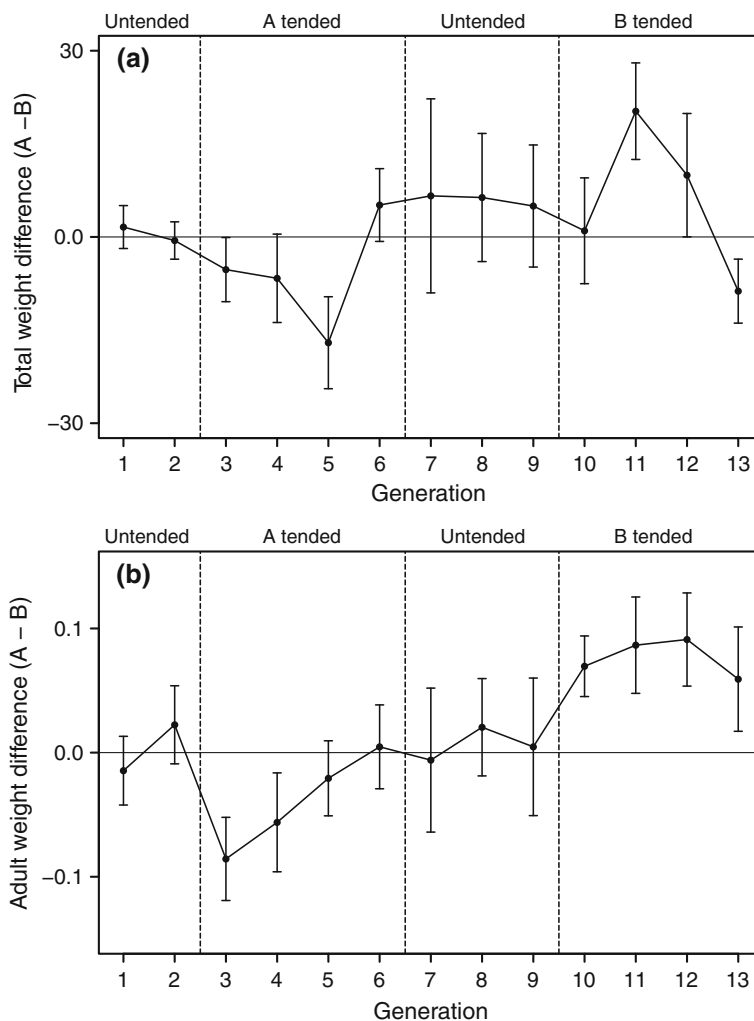 Untended A tended Untended B tended
(a)
30
0.0
−30
Total weight difference (A −B)
1 2 3 4 5 6 7 8 9 10 11 12 13
Generation
Untended A tended Untended B tended
(b)
0.1
0.0
−0.1
Adult weight difference (A − B)
1 2 3 4 5 6 7 8 9 10 11 12 13
Generation